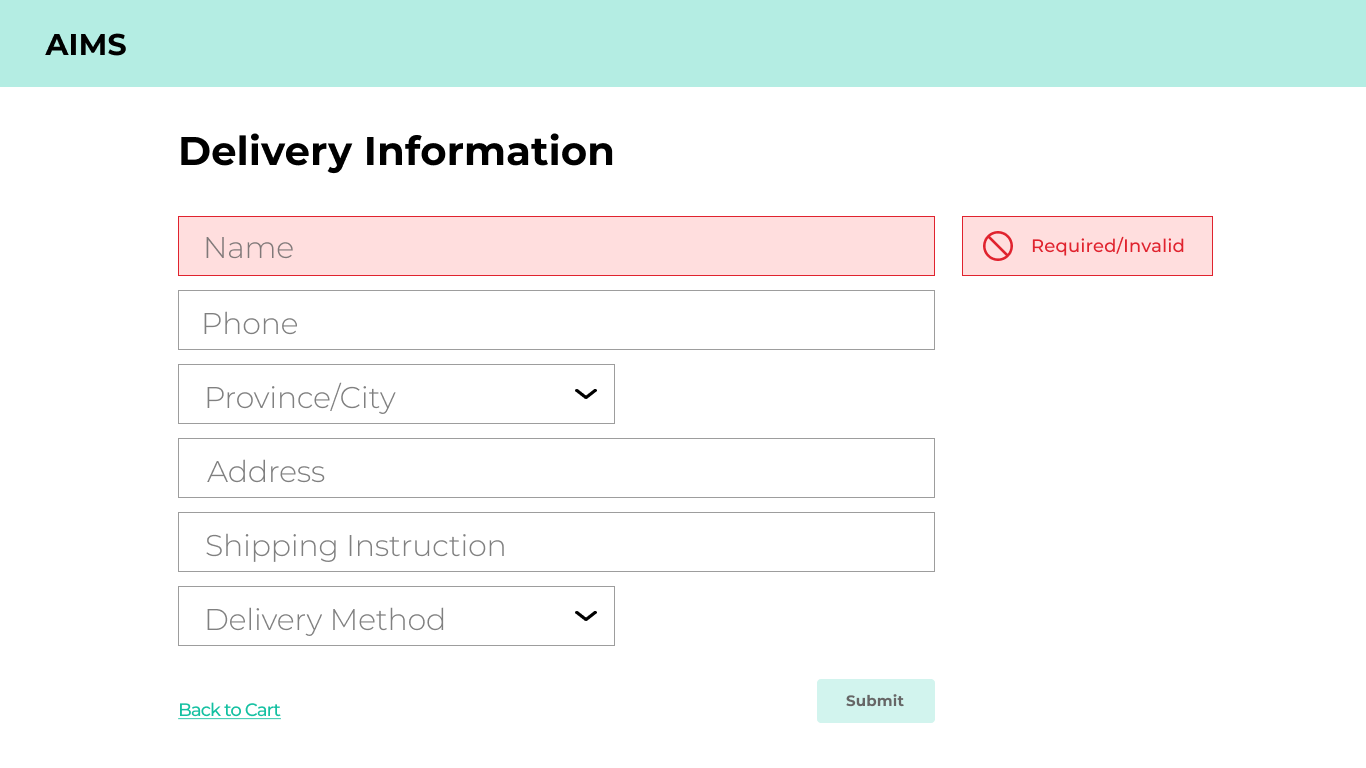 AIMS
Delivery Information
Name
Required/Invalid
Phone
Province/City
Address
Shipping Instruction
Delivery Method
Back to Cart
Submit